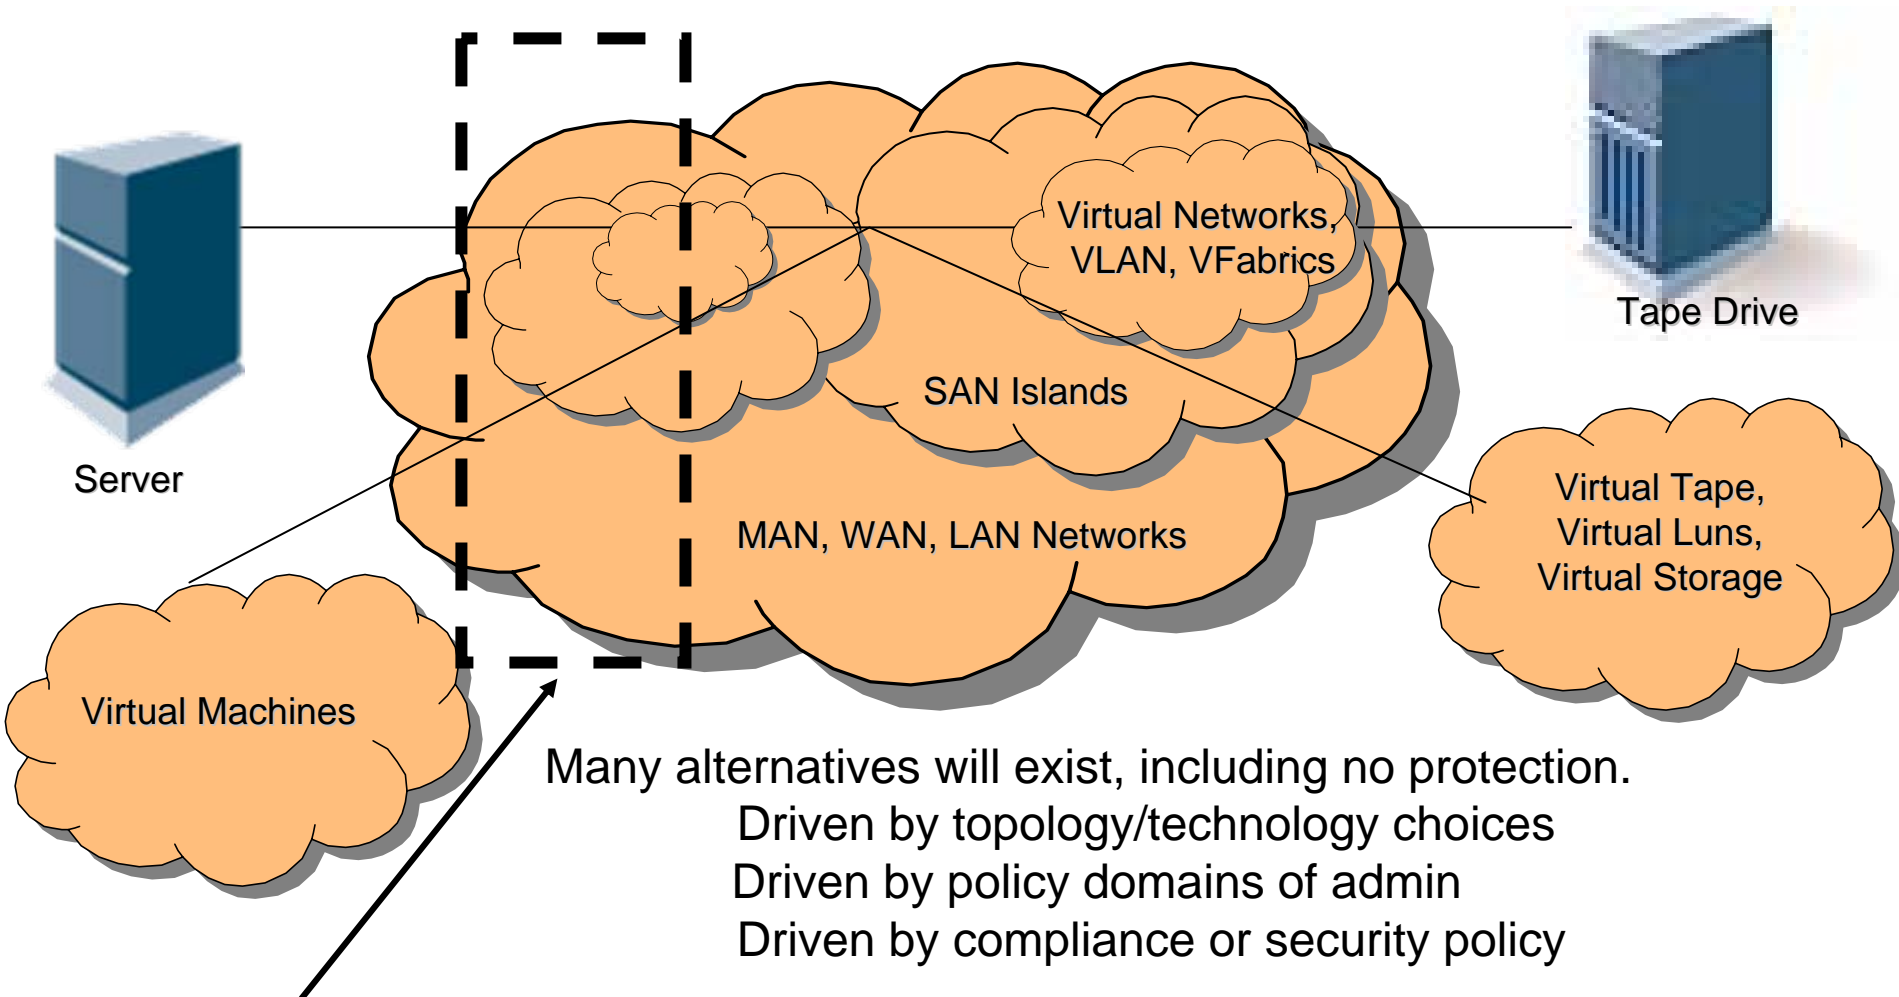 Virtual Networks,
VLAN, VFabrics
Tape Drive
SAN Islands
Server
Virtual Tape,
Virtual Luns,
Virtual Storage
MAN, WAN, LAN Networks
Virtual Machines
Many alternatives will exist, including no protection.
Driven by topology/technology choices
Driven by policy domains of admin
Driven by compliance or security policy